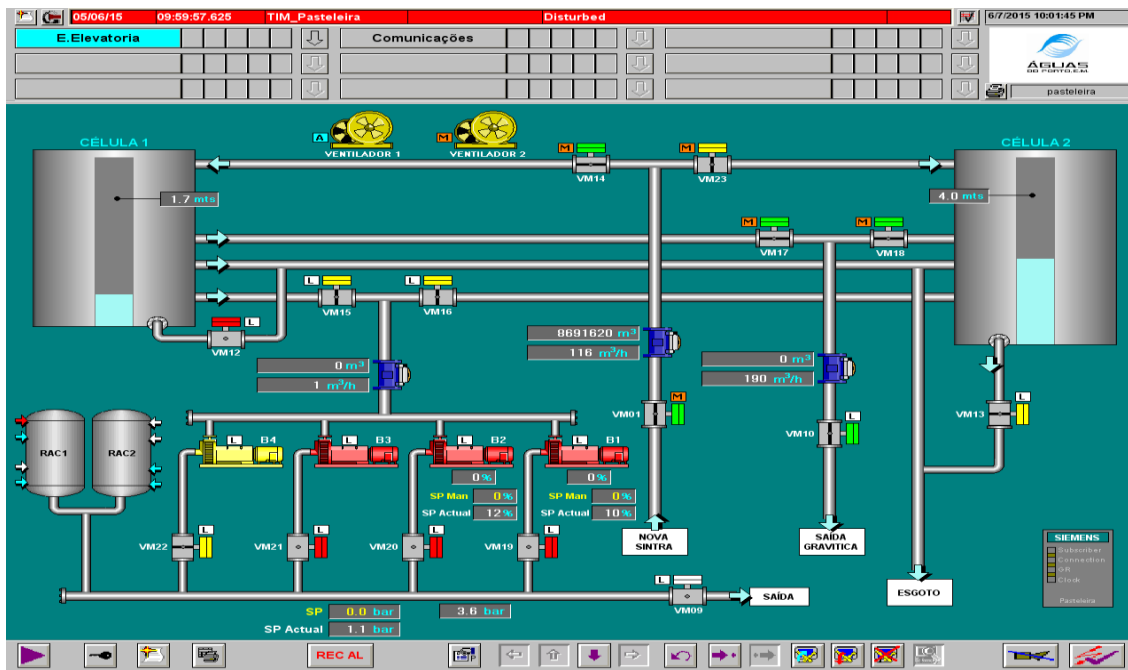 05/06/15 09:59:57.625 TIM_Pasteleira Disturbed
6/7/2015 10:01:45 PM
E.Elevatoria
Comunicações
ÁGUAS
DO PORTO,E.M.
pasteleira
CÉLULA 1
A
VENTILADOR 1
M
VENTILADOR 2
M
VM14
M
VM23
CÉLULA 2
1.7 mts
4.0 mts
M
VM17
M
VM18
L
VM15
L
VM16
VM12
L
0 m³
1 m³/h
8691620 m³
116 m³/h
0 m³
190 m³/h
VM01
M
VM10
L
VM13
L
RAC1
RAC2
L
B4
L
B3
L
B2
L
B1
0 %
SP Man 0 %
SP Actual 12 %
0 %
SP Man 0 %
SP Actual 10 %
VM22
L
VM21
L
VM20
L
VM19
L
NOVA
SINTRA
SAÍDA
GRAVITICA
ESGOTO
L
VM09
SAÍDA
SP 0.0 bar
3.6 bar
SP Actual 1.1 bar
SIEMENS
Subscriber
Connection
GR
Clock
Pasteleira
REC AL